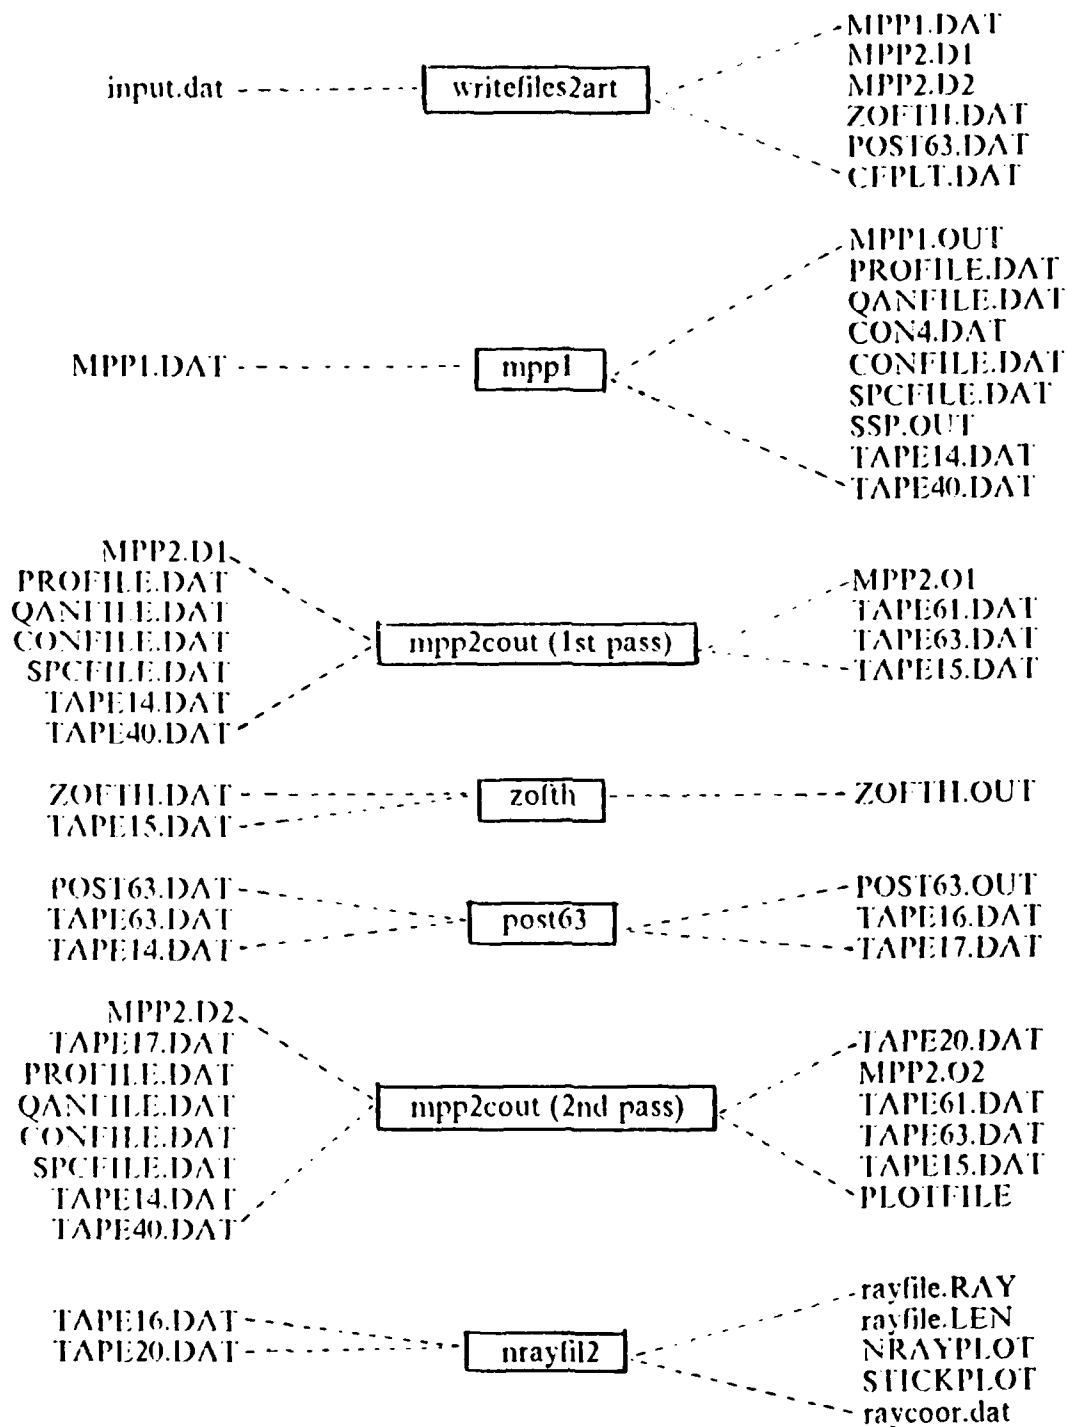 input.dat
writefiles2art
MPP1.DAT
MPP2.D1
MPP2.D2
ZOFTH.DAT
POST63.DAT
CFPLT.DAT
MPP1.DAT
mpp1
MPP1.OUT
PROFILE.DAT
QANFILE.DAT
CON4.DAT
CONFILE.DAT
SPCFILE.DAT
SSP.OUT
TAPE14.DAT
TAPE40.DAT
MPP2.D1
PROFILE.DAT
QANFILE.DAT
CONFILE.DAT
SPCFILE.DAT
TAPE14.DAT
TAPE40.DAT
mpp2cout (1st pass)
MPP2.O1
TAPE61.DAT
TAPE63.DAT
TAPE15.DAT
ZOFTH.DAT
TAPE15.DAT
zofth
ZOFTH.OUT
POST63.DAT
TAPE63.DAT
TAPE14.DAT
post63
POST63.OUT
TAPE16.DAT
TAPE17.DAT
MPP2.D2
TAPE17.DAT
PROFILE.DAT
QANFILE.DAT
CONFILE.DAT
SPCFILE.DAT
TAPE14.DAT
TAPE40.DAT
mpp2cout (2nd pass)
TAPE20.DAT
MPP2.O2
TAPE61.DAT
TAPE63.DAT
TAPE15.DAT
PLOTFILE
TAPE16.DAT
TAPE20.DAT
nrayfil2
rayfile.RAY
rayfile.LEN
NRAYPLOT
STICKPLOT
raycoor.dat